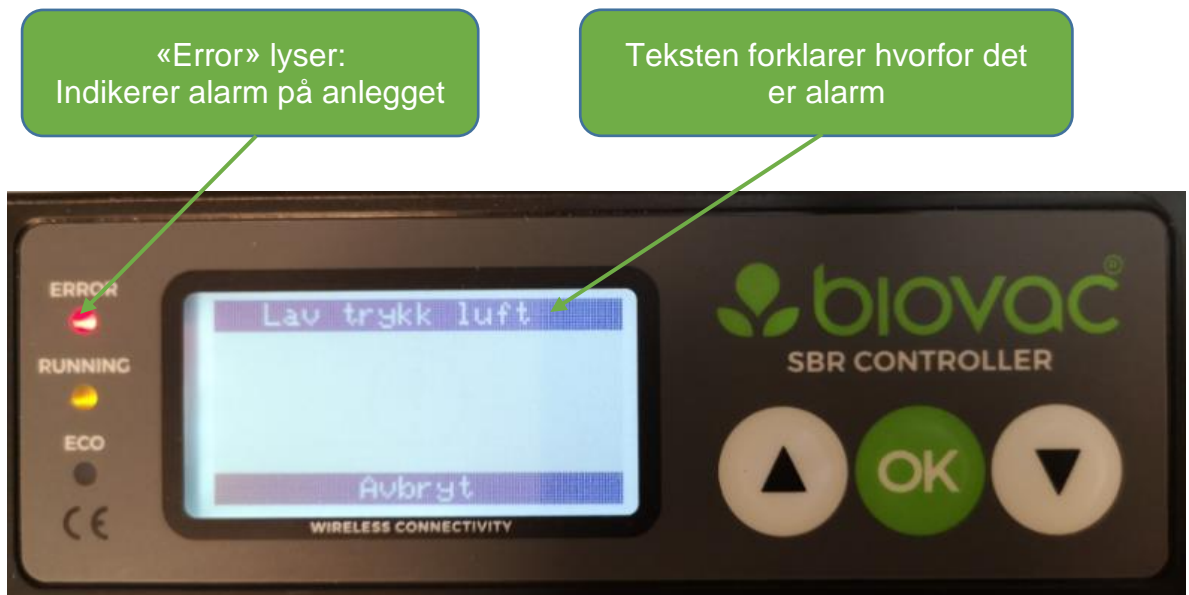 «Error» lyser:
Indikerer alarm på anlegget
Teksten forklarer hvorfor det
er alarm
ERROR
RUNNING
ECO
CE
Lav trykk luft
Avbryt
WIRELESS CONNECTIVITY
biovac®
SBR CONTROLLER
OK